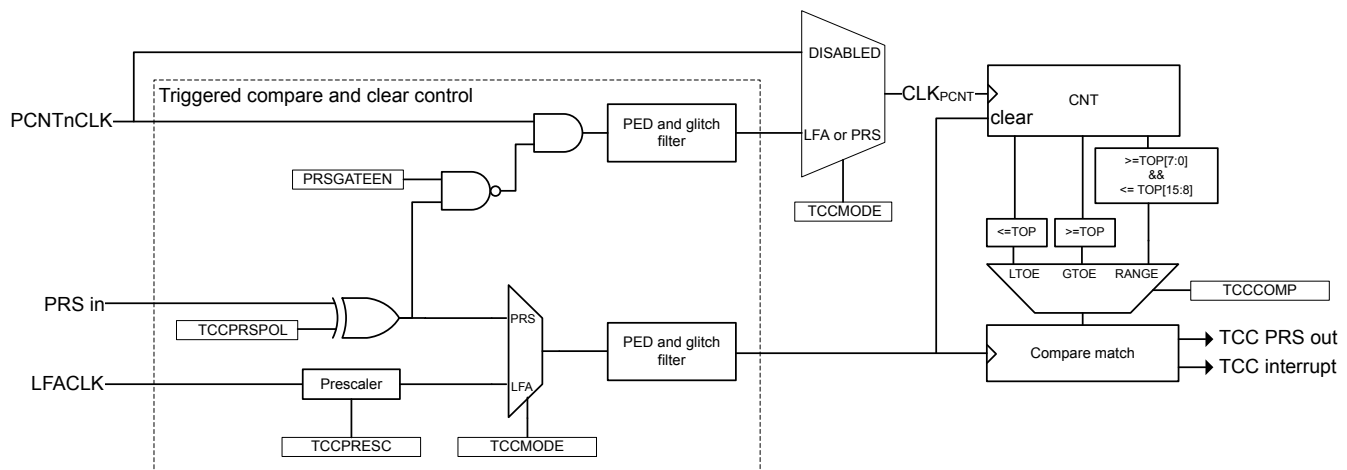 DISABLED
Triggered compare and clear control
CLKPCNT
CNT
PCNTnCLK
clear
PED and glitch
filter
LFA or PRS
>=TOP[7:0]
&&
<= TOP[15:8]
PRSGATEEN
TCCMODE
<=TOP
>=TOP
LTOE
GTOE
RANGE
TCCCOMP
PRS in
TCCPRSPOL
PRS
PED and glitch
filter
Compare match
TCC PRS out
TCC interrupt
LFACLK
Prescaler
LFA
TCCPRESC
TCCMODE